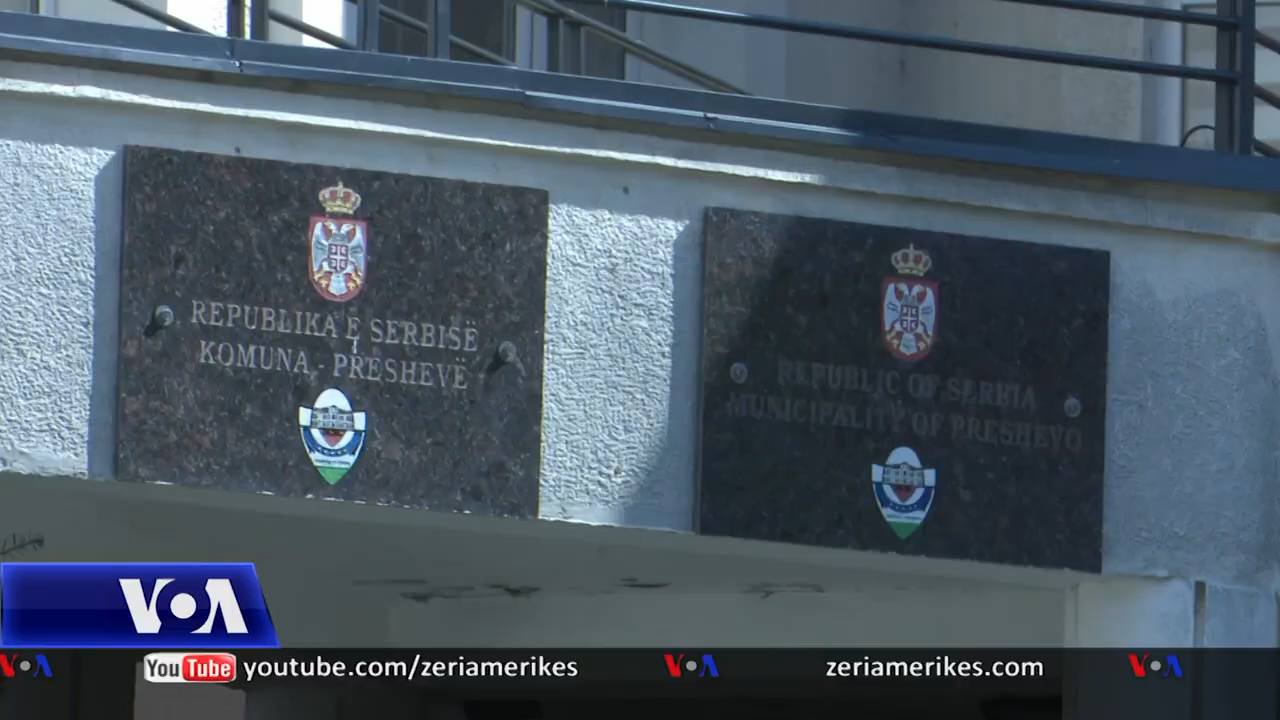 REPUBLIKA E SERBISË
KOMUNA - PRESHEVË
REPUBLIC OF SERBIA
MUNICIPALITY OF PRESHEVO
VOA
VOA
YouTube
youtube.com/zeriamerikes
VOA
zeriamerikes.com
VOA